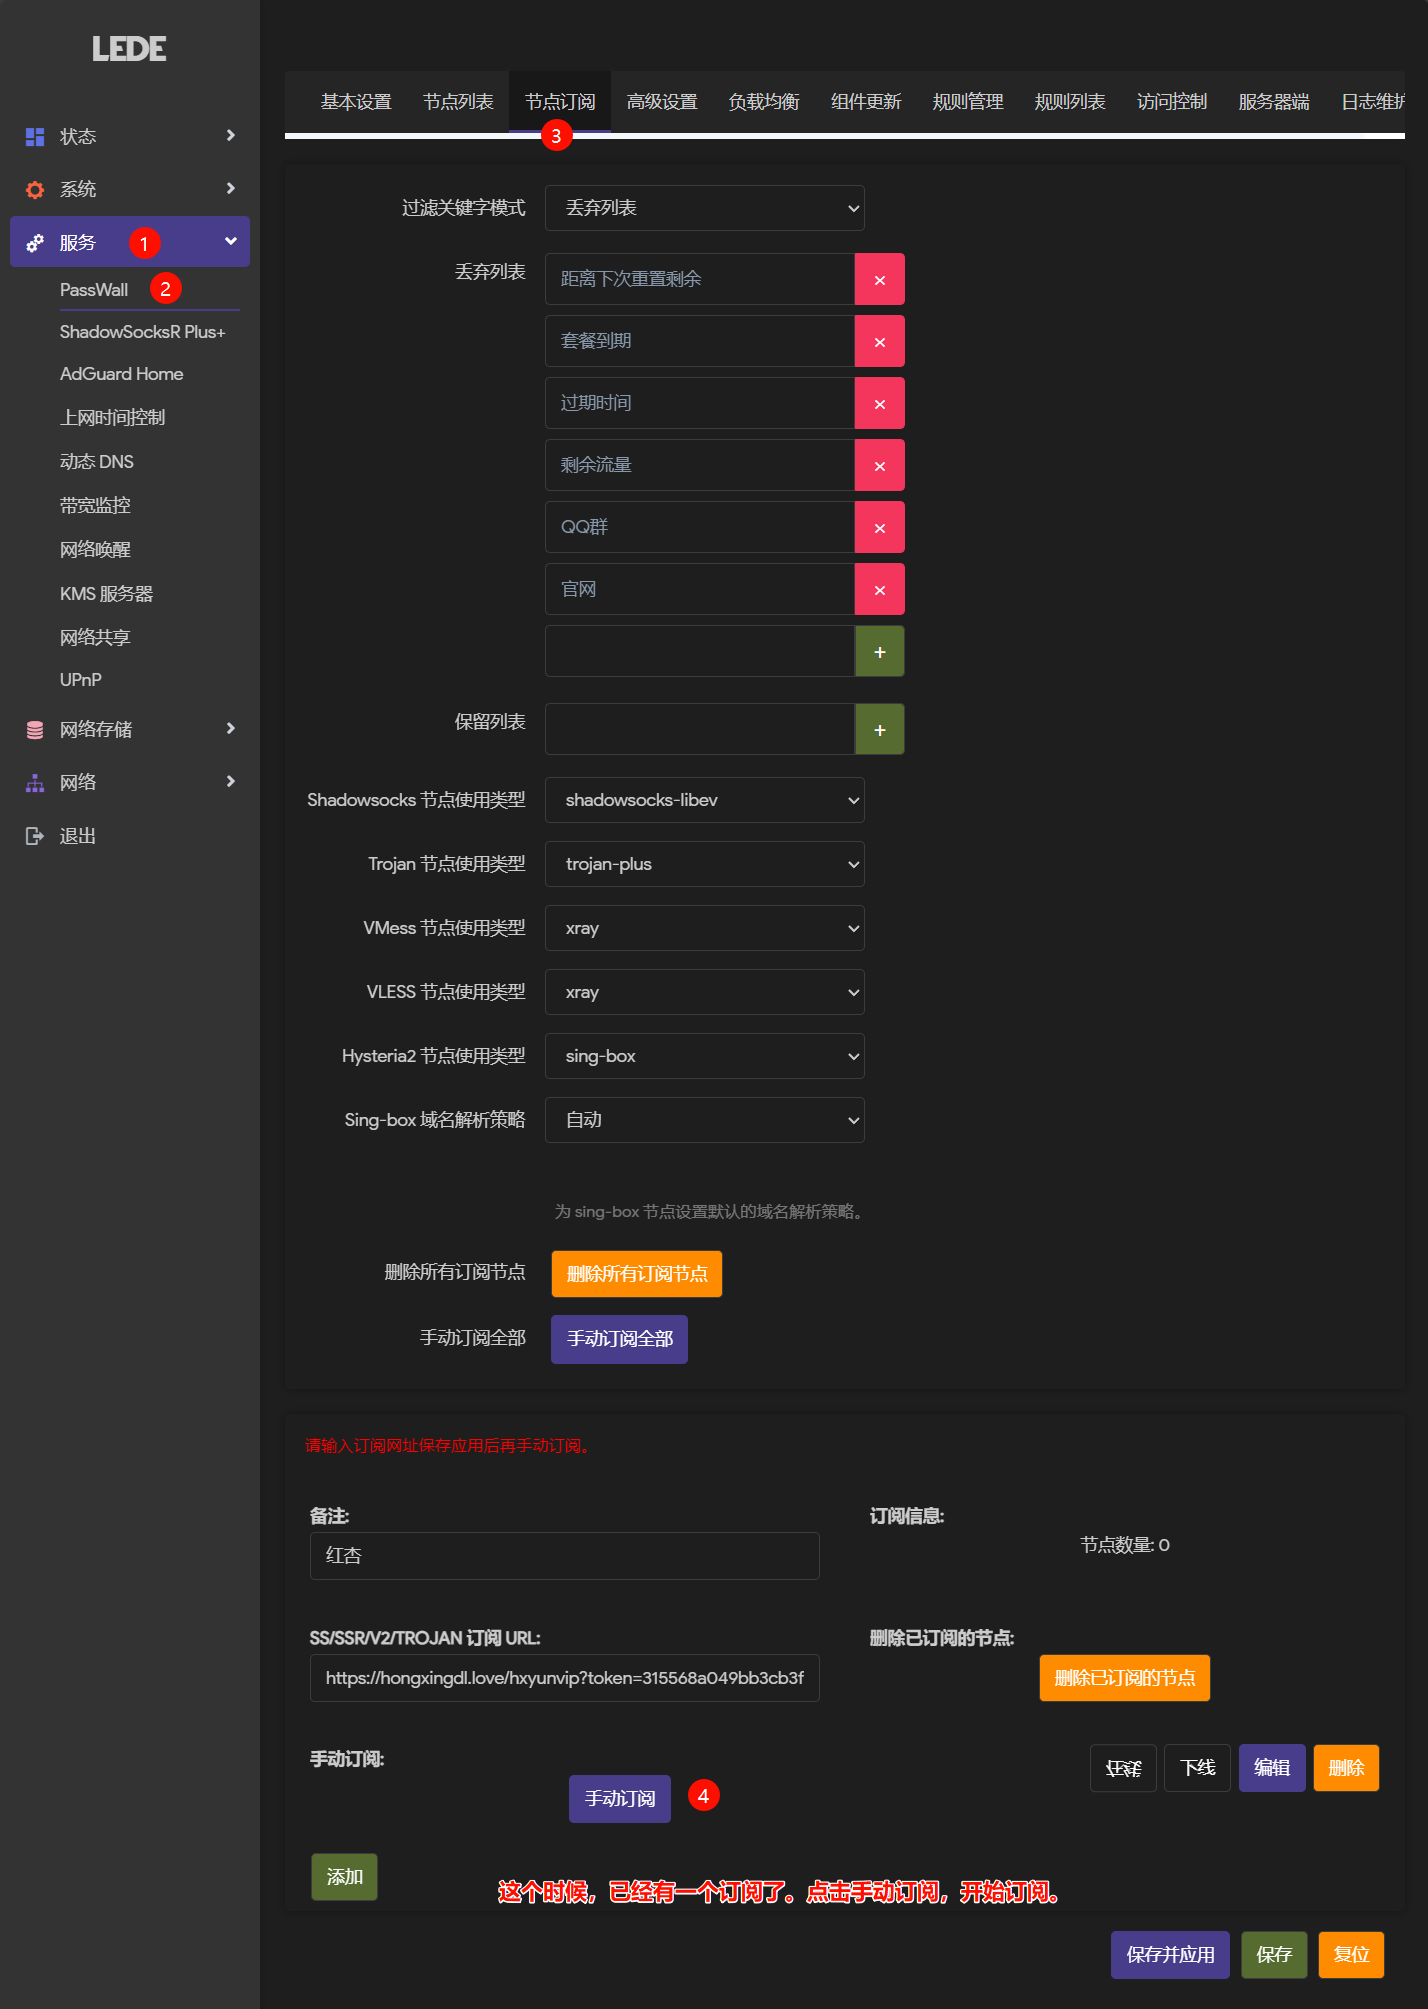 LEDE
状态
系统
服务 1
PassWall 2
ShadowSocksR Plus+
AdGuard Home
上网时间控制
动态 DNS
带宽监控
网络唤醒
KMS 服务器
网络共享
UPnP
网络存储
网络
退出
基本设置 节点列表 节点订阅 高级设置 负载均衡 组件更新 规则管理 规则列表 访问控制 服务器端 日志维护
3
过滤关键字模式 丢弃列表
丢弃列表 距离下次重置剩余 ×
套餐到期 ×
过期时间 ×
剩余流量 ×
QQ群 ×
官网 ×
+
保留列表 +
Shadowsocks 节点使用类型 shadowsocks-libev
Trojan 节点使用类型 trojan-plus
VMess 节点使用类型 xray
VLESS 节点使用类型 xray
Hysteria2 节点使用类型 sing-box
Sing-box 域名解析策略 自动
为 sing-box 节点设置默认的域名解析策略。
删除所有订阅节点 删除所有订阅节点
手动订阅全部 手动订阅全部
请输入订阅网址保存应用后再手动订阅。
备注: 订阅信息:
红杏 节点数量: 0
SS/SSR/V2/TROJAN 订阅 URL: 删除已订阅的节点:
https://hongxingdl.love/hxyunvip?token=315568a049bb3cb3f 删除已订阅的节点
手动订阅: 下线 编辑 删除
手动订阅 4
添加
这个时候，已经有一个订阅了。点击手动订阅，开始订阅。
保存并应用 保存 复位